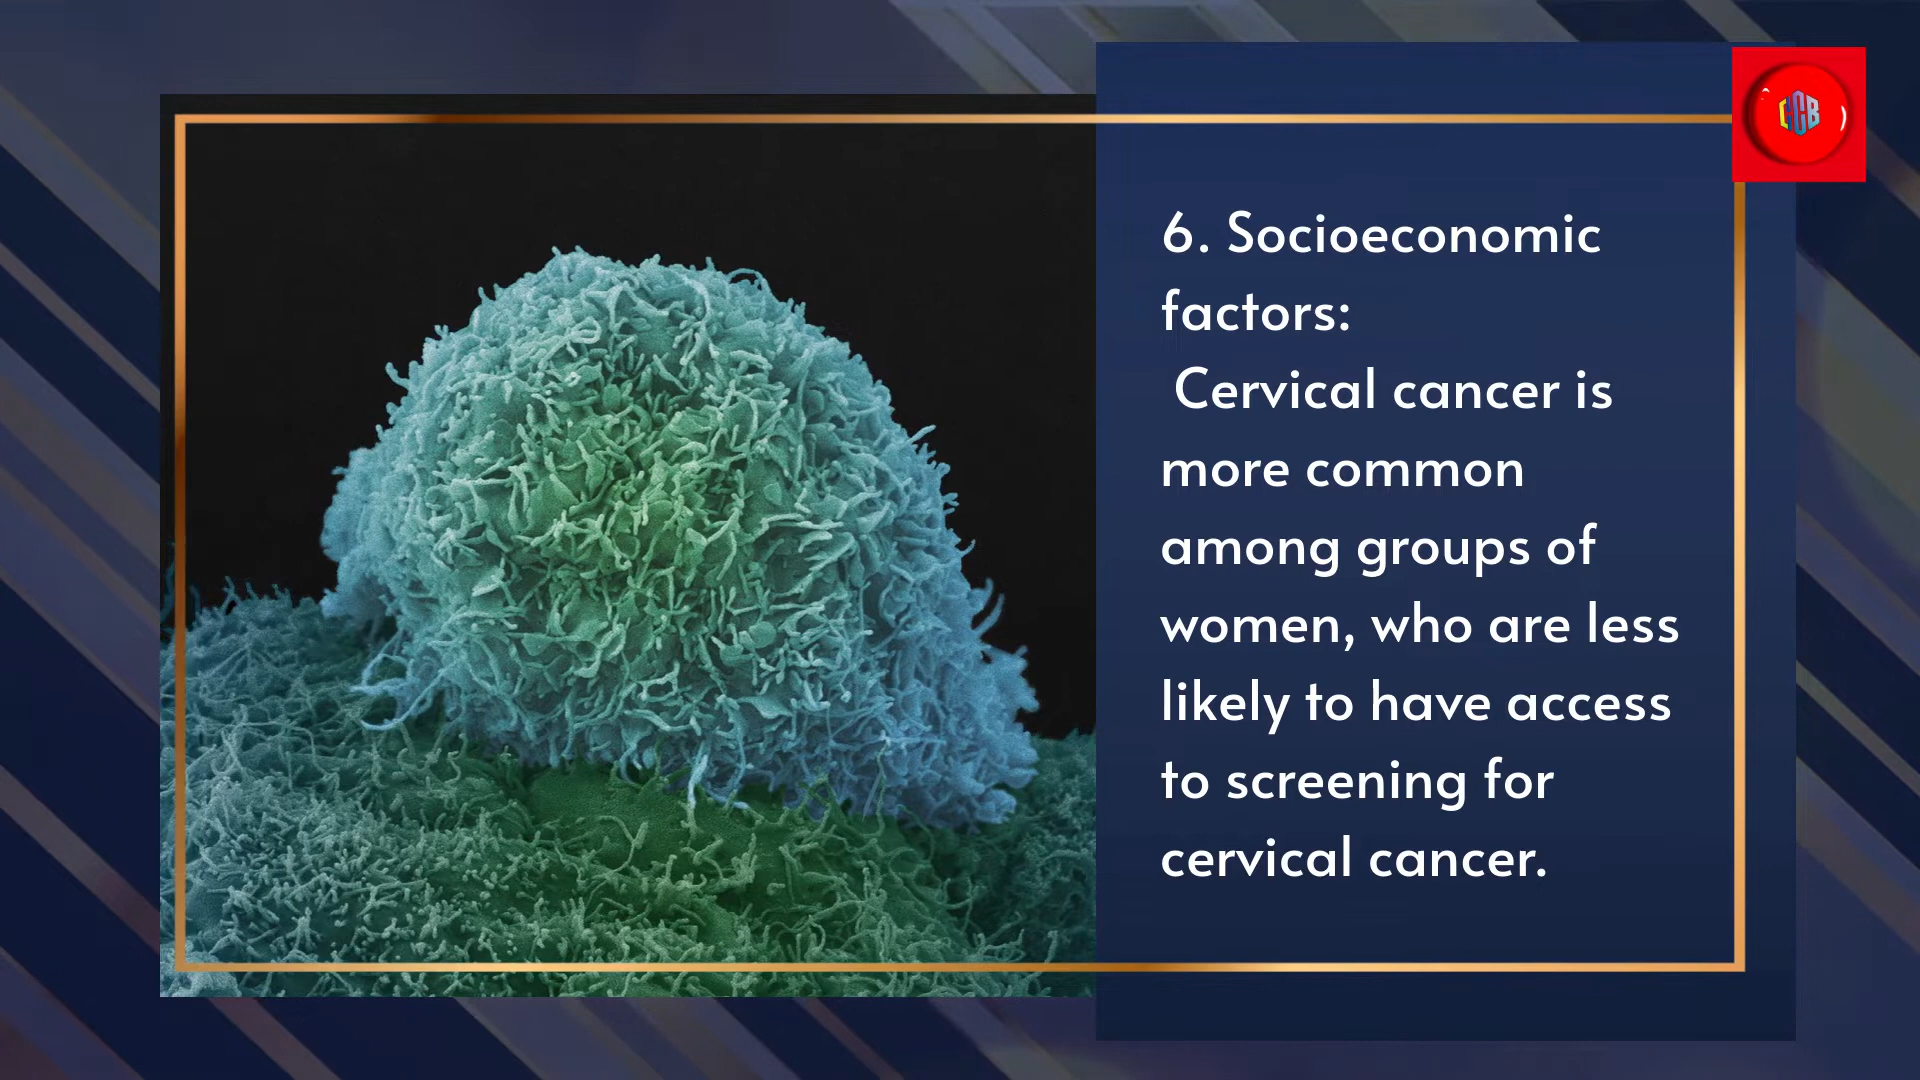 6. Socioeconomic
factors:
Cervical cancer is
more common
among groups of
women, who are less
likely to have access
to screening for
cervical cancer.